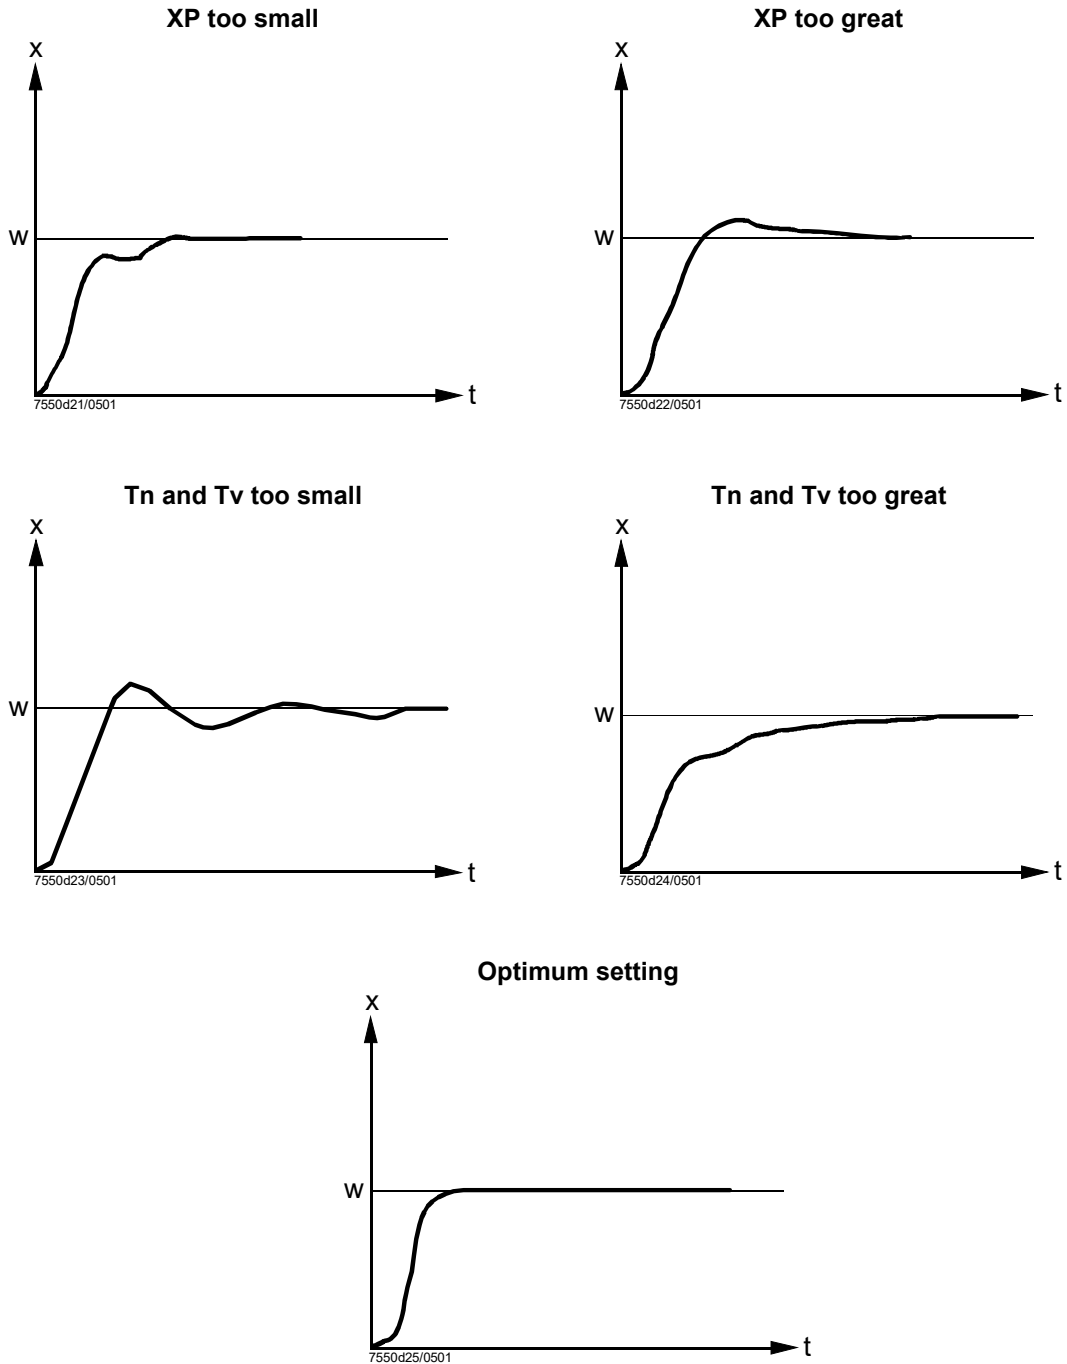 XP too small
x
W
t
7550d21/0501
XP too great
x
W
t
7550d22/0501
Tn and Tv too small
x
W
t
7550d23/0501
Tn and Tv too great
x
W
t
7550d24/0501
Optimum setting
x
W
t
7550d25/0501